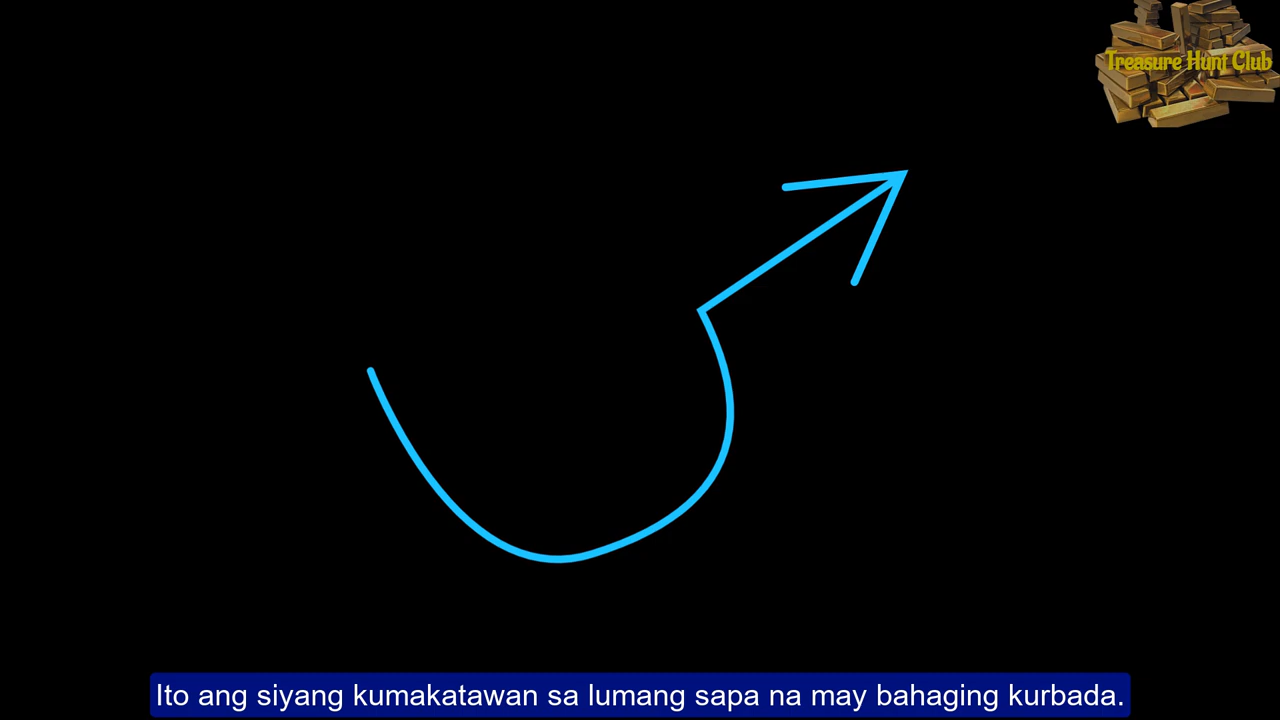 Treasure Hunt Club
Ito ang siyang kumakatawan sa lumang sapa na may bahaging kurbada.